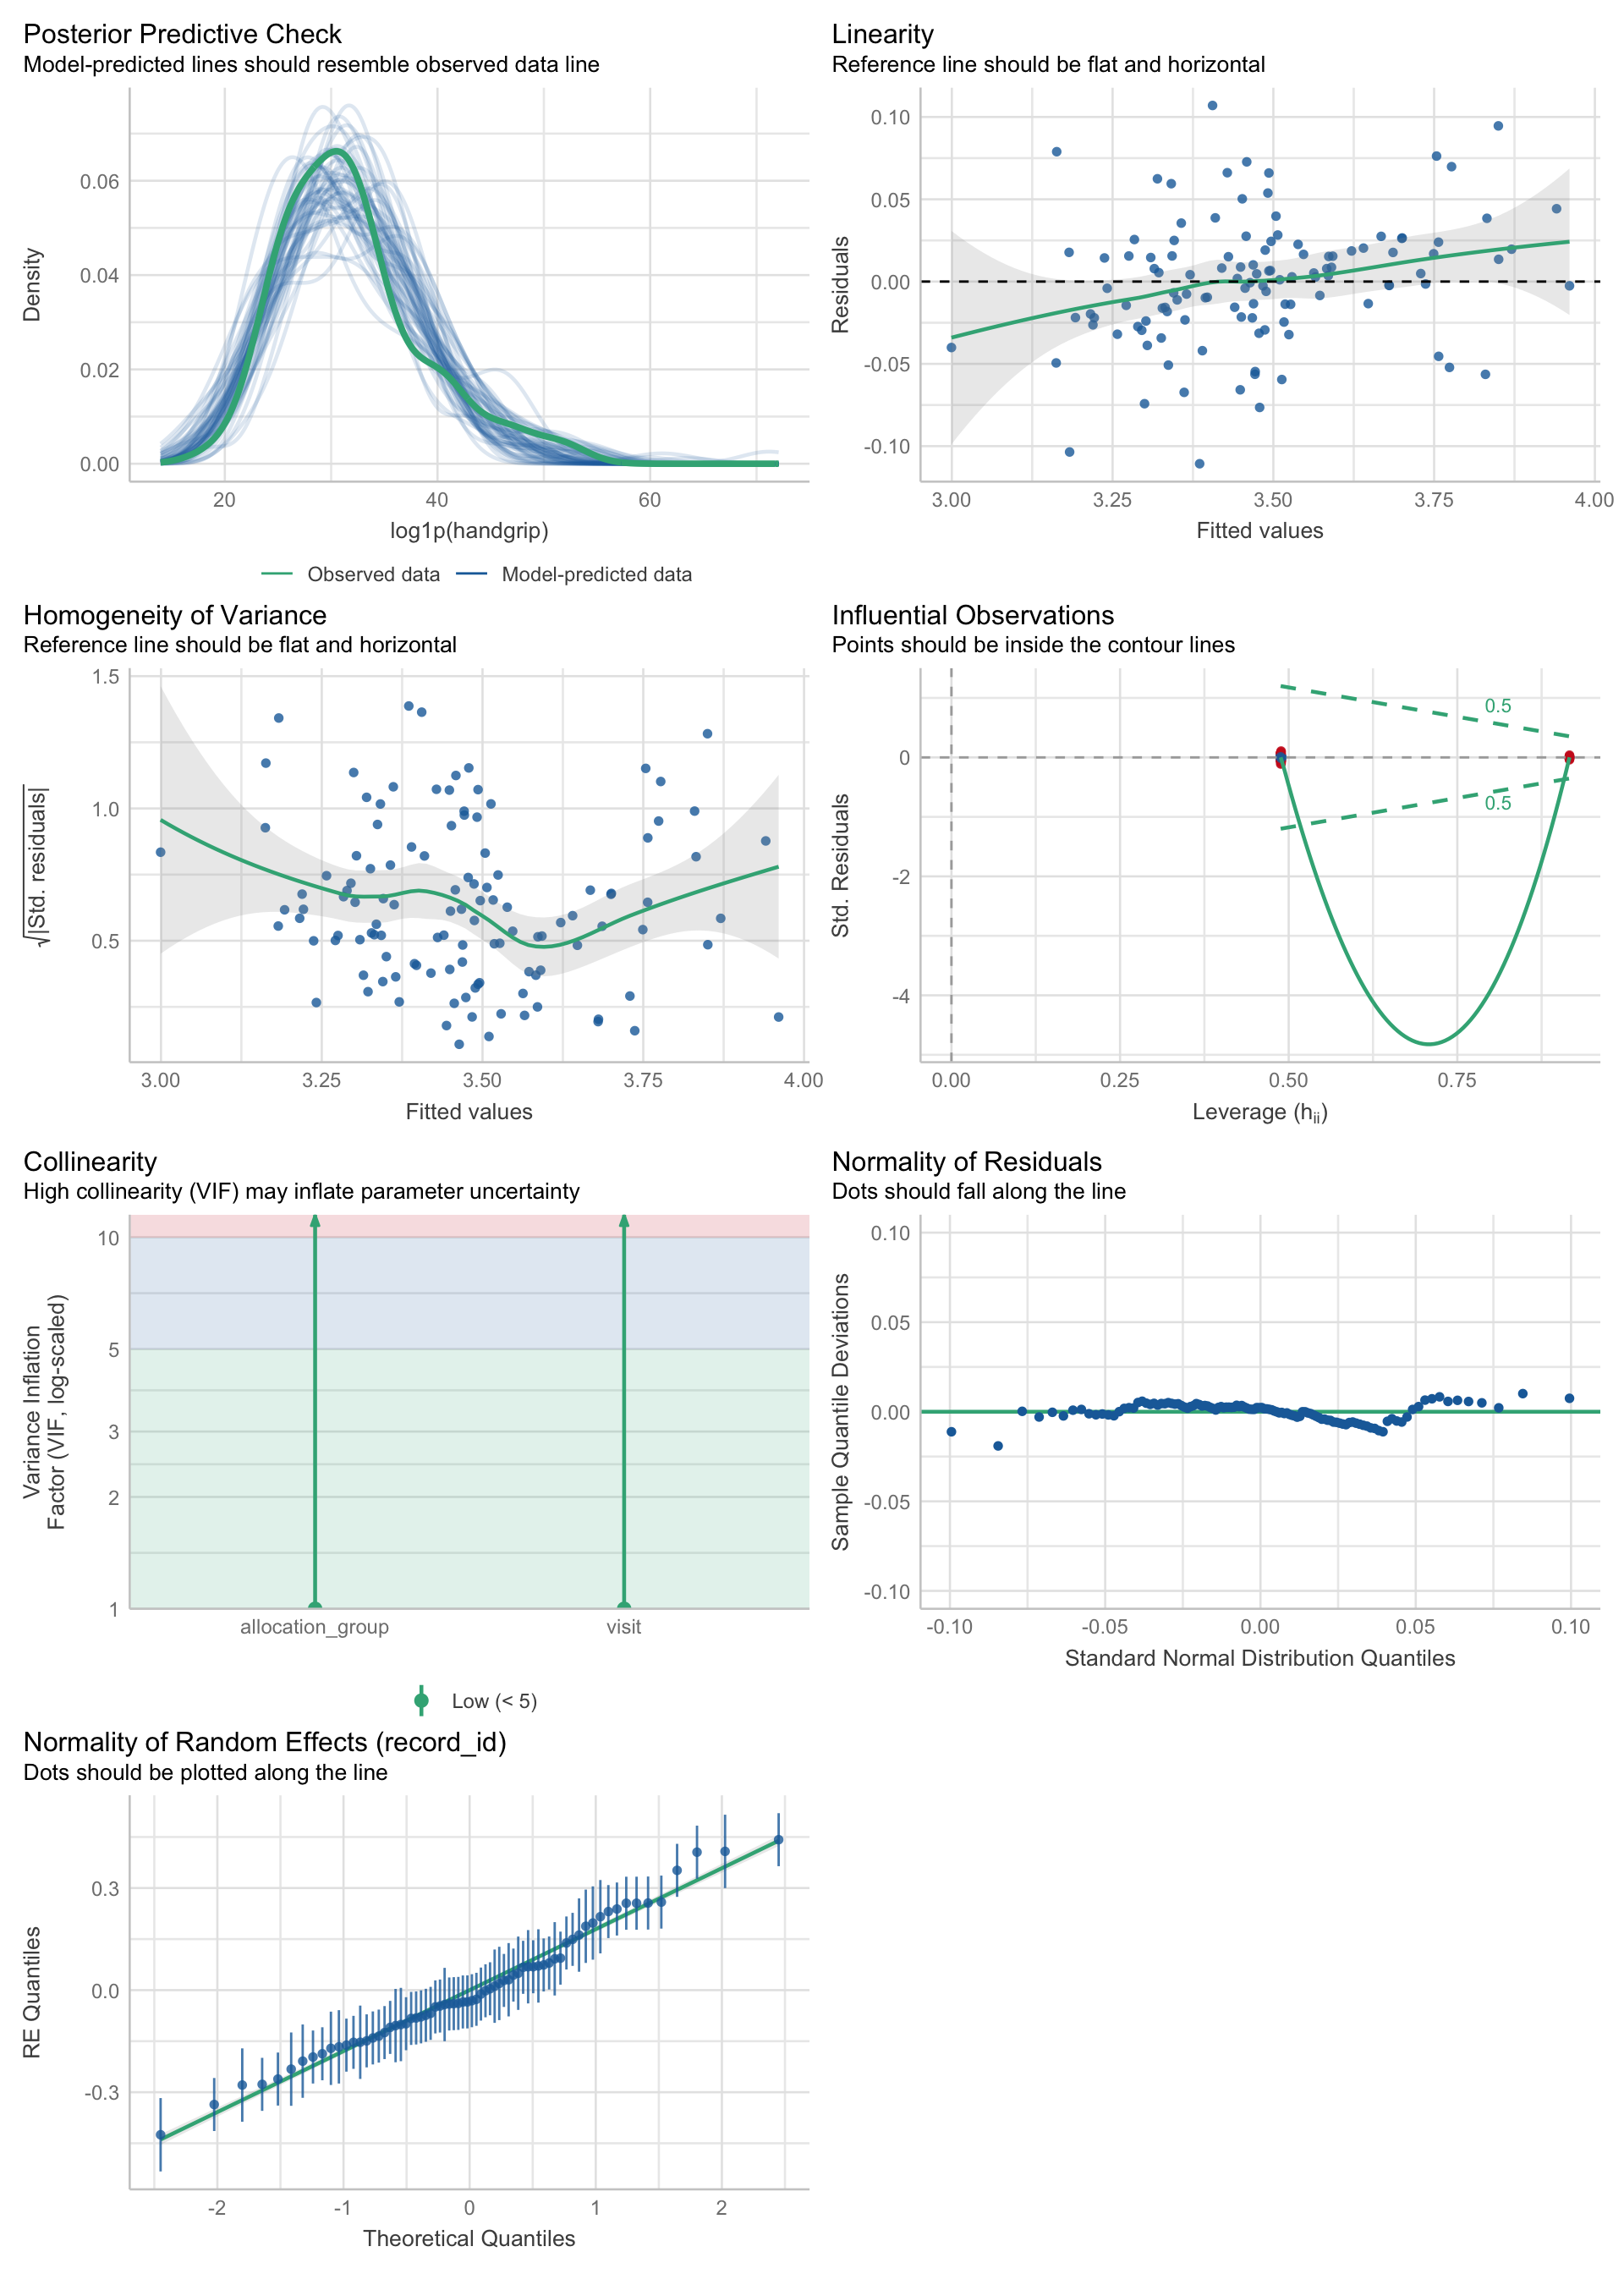 Posterior Predictive Check
Model-predicted lines should resemble observed data line
0.06
0.04
0.02
0.00
Density
20
40
60
log1p(handgrip)
Observed data
Model-predicted data
Linearity
Reference line should be flat and horizontal
0.10
0.05
0.00
-0.05
-0.10
Residuals
3.00
3.25
3.50
3.75
4.00
Fitted values
Homogeneity of Variance
Reference line should be flat and horizontal
1.5
1.0
0.5
√|Std. residuals|
3.00
3.25
3.50
3.75
4.00
Fitted values
Influential Observations
Points should be inside the contour lines
0.5
0.5
0
-2
-4
Std. Residuals
0.00
0.25
0.50
0.75
Leverage (hii)
Collinearity
High collinearity (VIF) may inflate parameter uncertainty
10
5
3
2
1
Variance Inflation
Factor (VIF, log-scaled)
allocation_group
visit
Low (< 5)
Normality of Residuals
Dots should fall along the line
0.10
0.05
0.00
-0.05
-0.10
Sample Quantile Deviations
-0.10
-0.05
0.00
0.05
0.10
Standard Normal Distribution Quantiles
Normality of Random Effects (record_id)
Dots should be plotted along the line
0.3
0.0
-0.3
RE Quantiles
-2
-1
0
1
2
Theoretical Quantiles